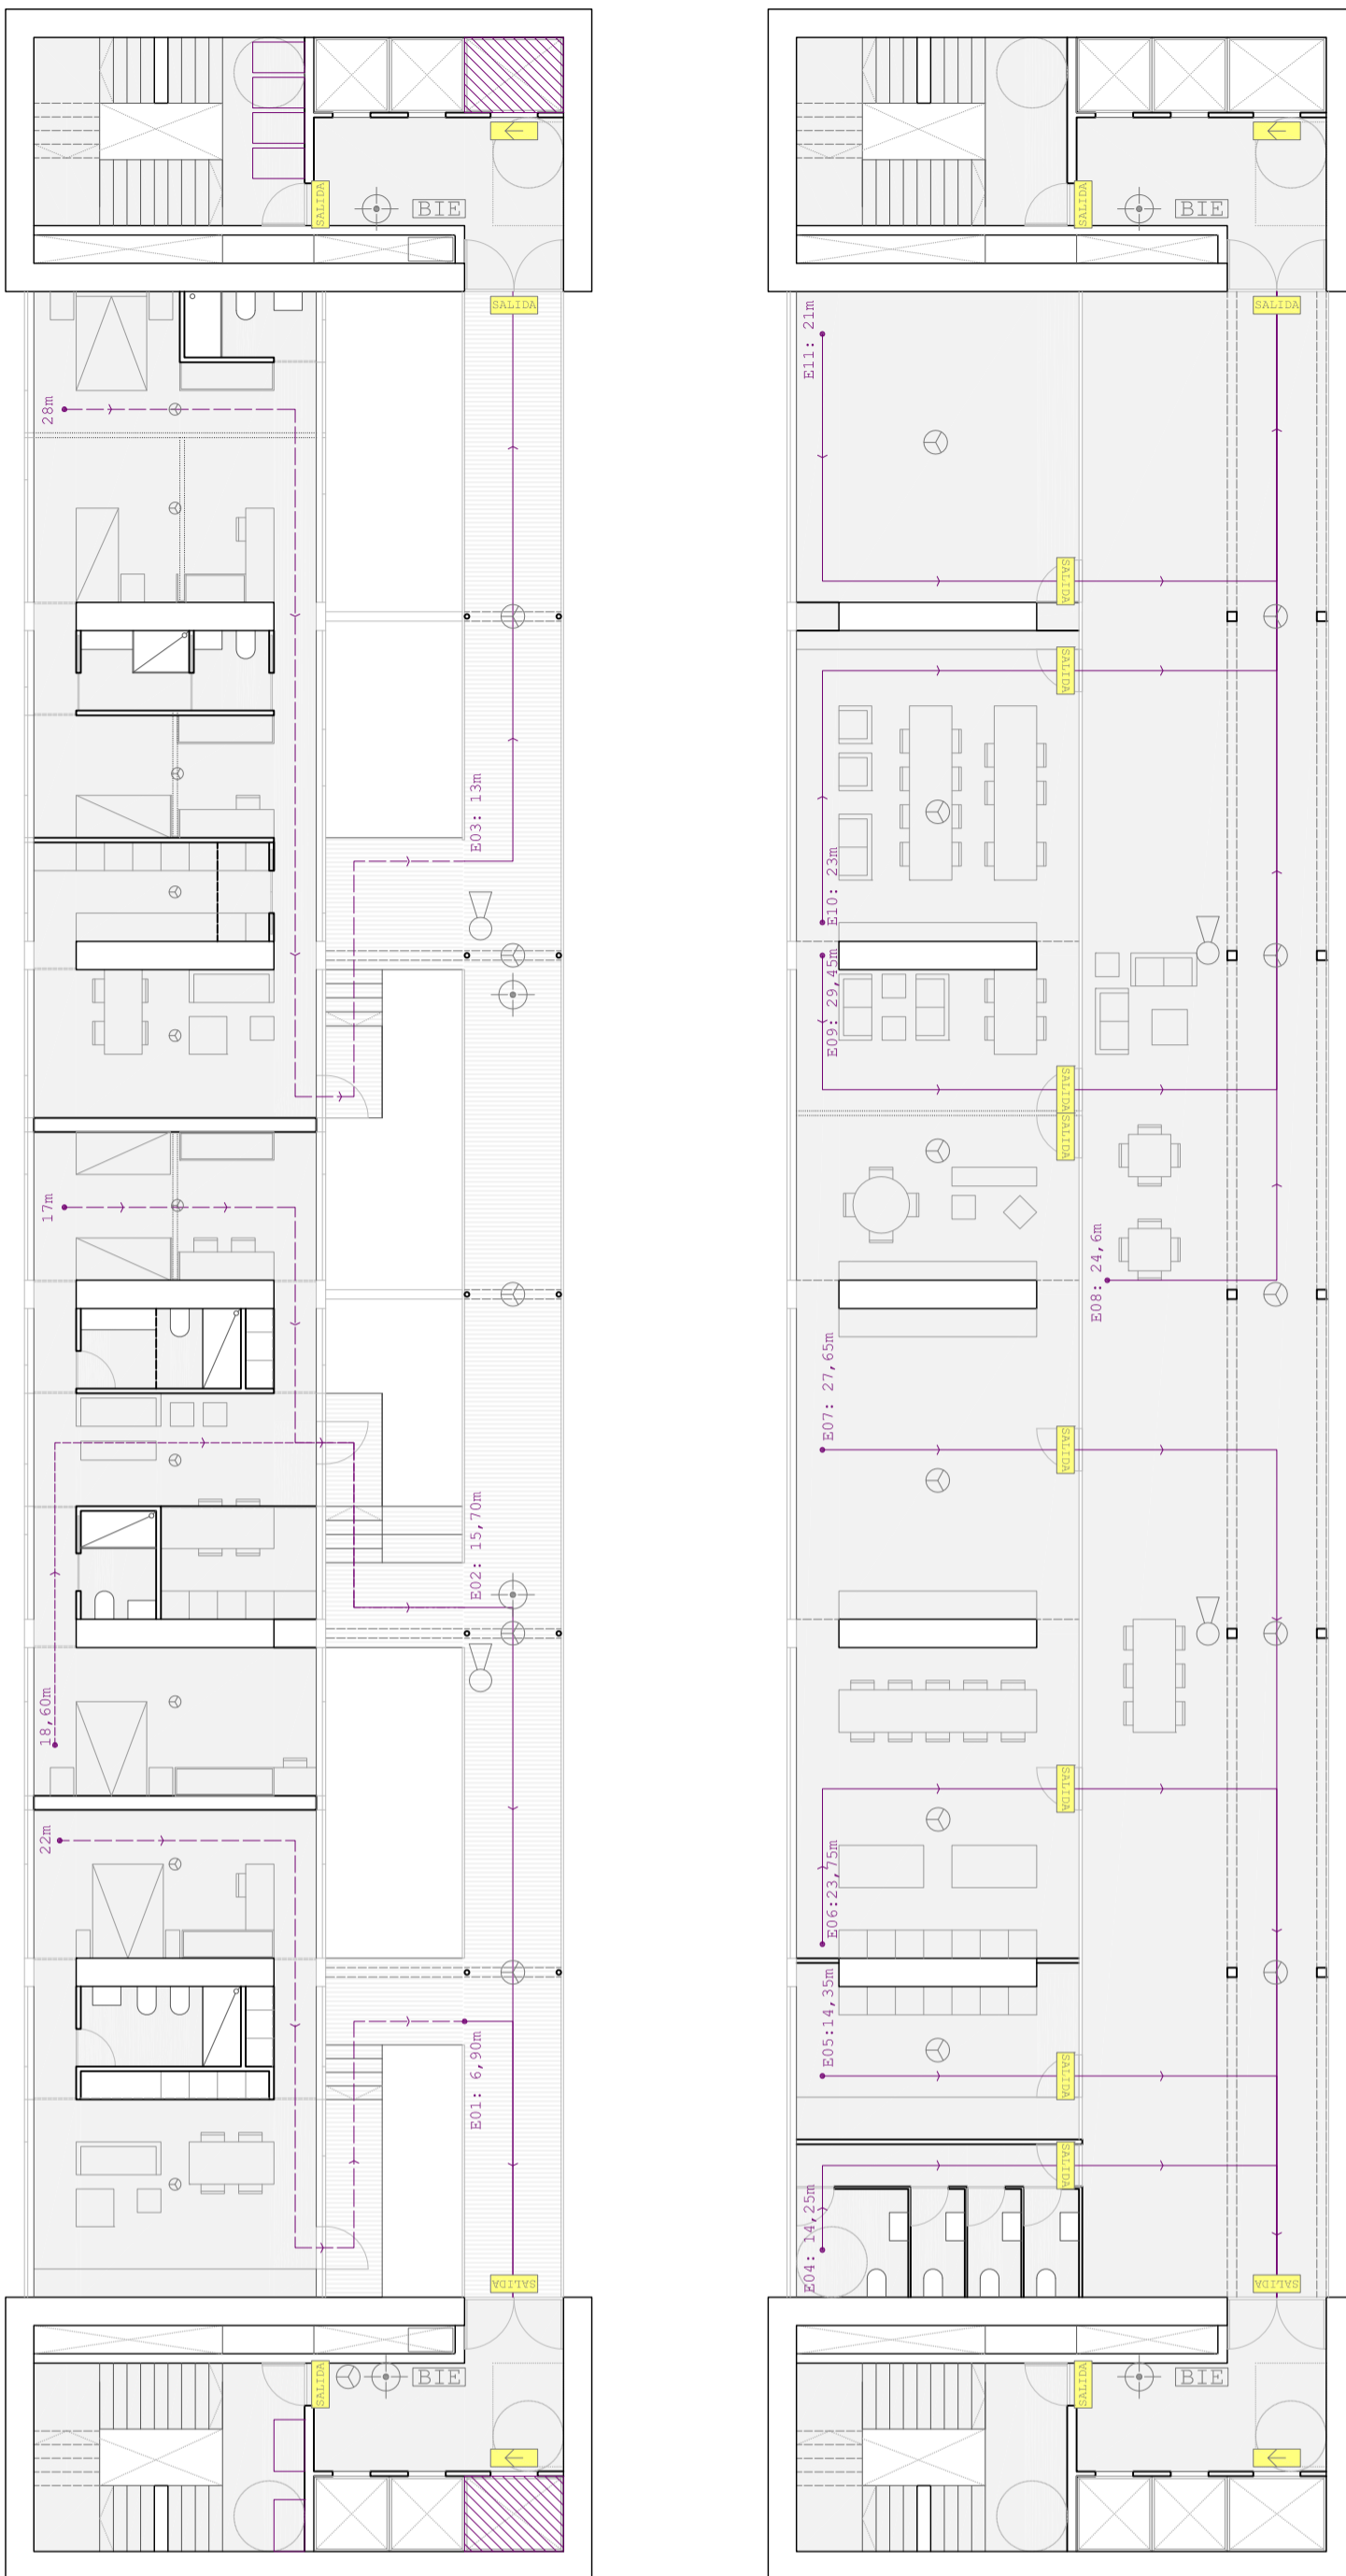 SALIDA
BIE
SALIDA
28m
E03: 13m
17m
E02: 15,70m
18,60m
22m
E01: 6,90m
SALIDA
SALIDA
BIE
SALIDA
BIE
SALIDA
E11: 21m
SALIDA
SALIDA
E10: 23m
E09: 29,45m
SALIDA
SALIDA
E08: 24,6m
E07: 27,65m
SALIDA
SALIDA
E06:23,75m
E05:14,35m
SALIDA
SALIDA
E04: 14,25m
SALIDA
SALIDA
BIE